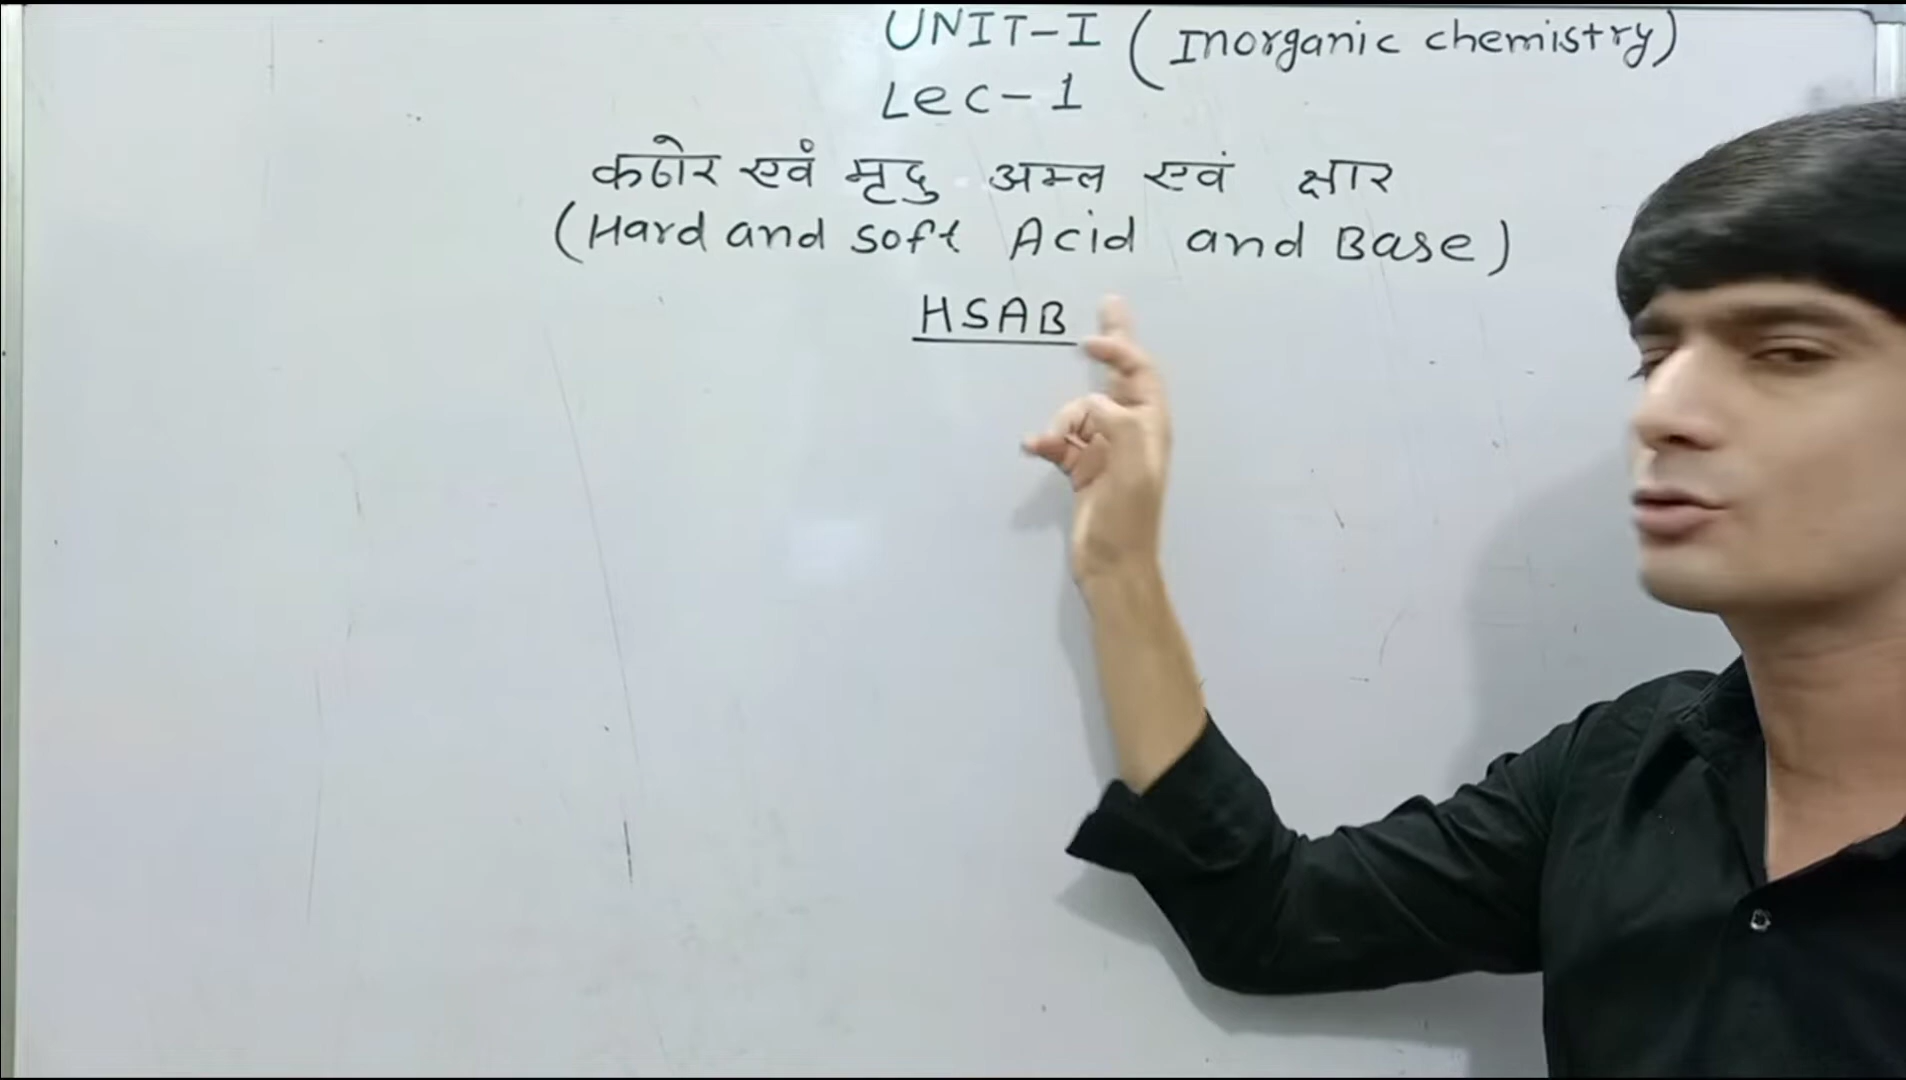 UNIT-I (Inorganic chemistry)
Lec-1
कठोर एवं मृदु अम्ल एवं क्षार
(Hard and soft Acid and Base)
HSAB